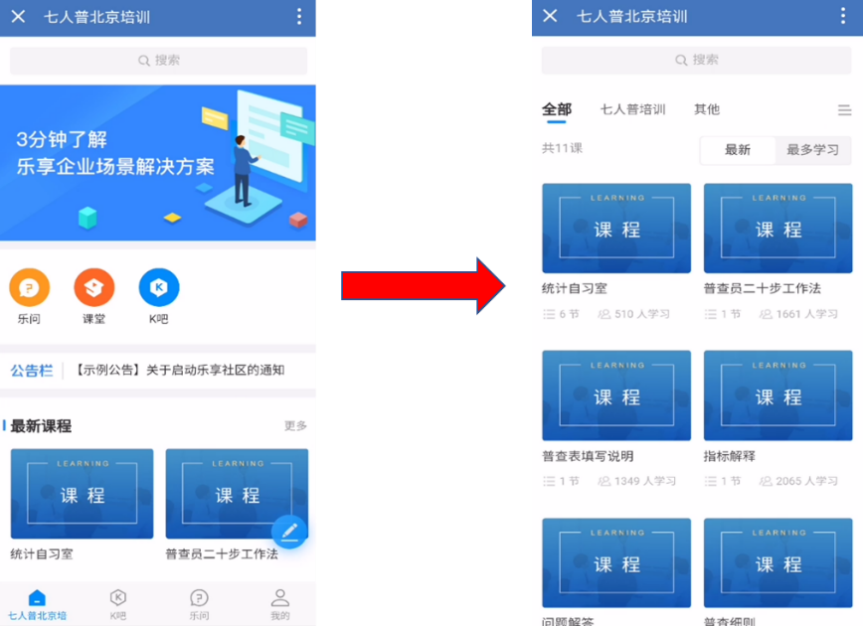 七人普北京培训
搜索
3分钟了解
乐享企业场景解决方案
乐问
课堂
K吧
公告栏
【示例公告】关于启动乐享社区的通知
最新课程
更多
LEARNING
课程
LEARNING
课程
统计自习室
普查员二十步工作法
七人普北京培
K吧
乐问
我的
七人普北京培训
搜索
全部
七人普培训
其他
共11课
最新
最多学习
LEARNING
课程
LEARNING
课程
统计自习室
普查员二十步工作法
6 节
510 人学习
1 节
1661 人学习
LEARNING
课程
LEARNING
课程
普查表填写说明
指标解释
1 节
1349 人学习
1 节
2065 人学习
LEARNING
课程
LEARNING
课程
问题解答
普查细则